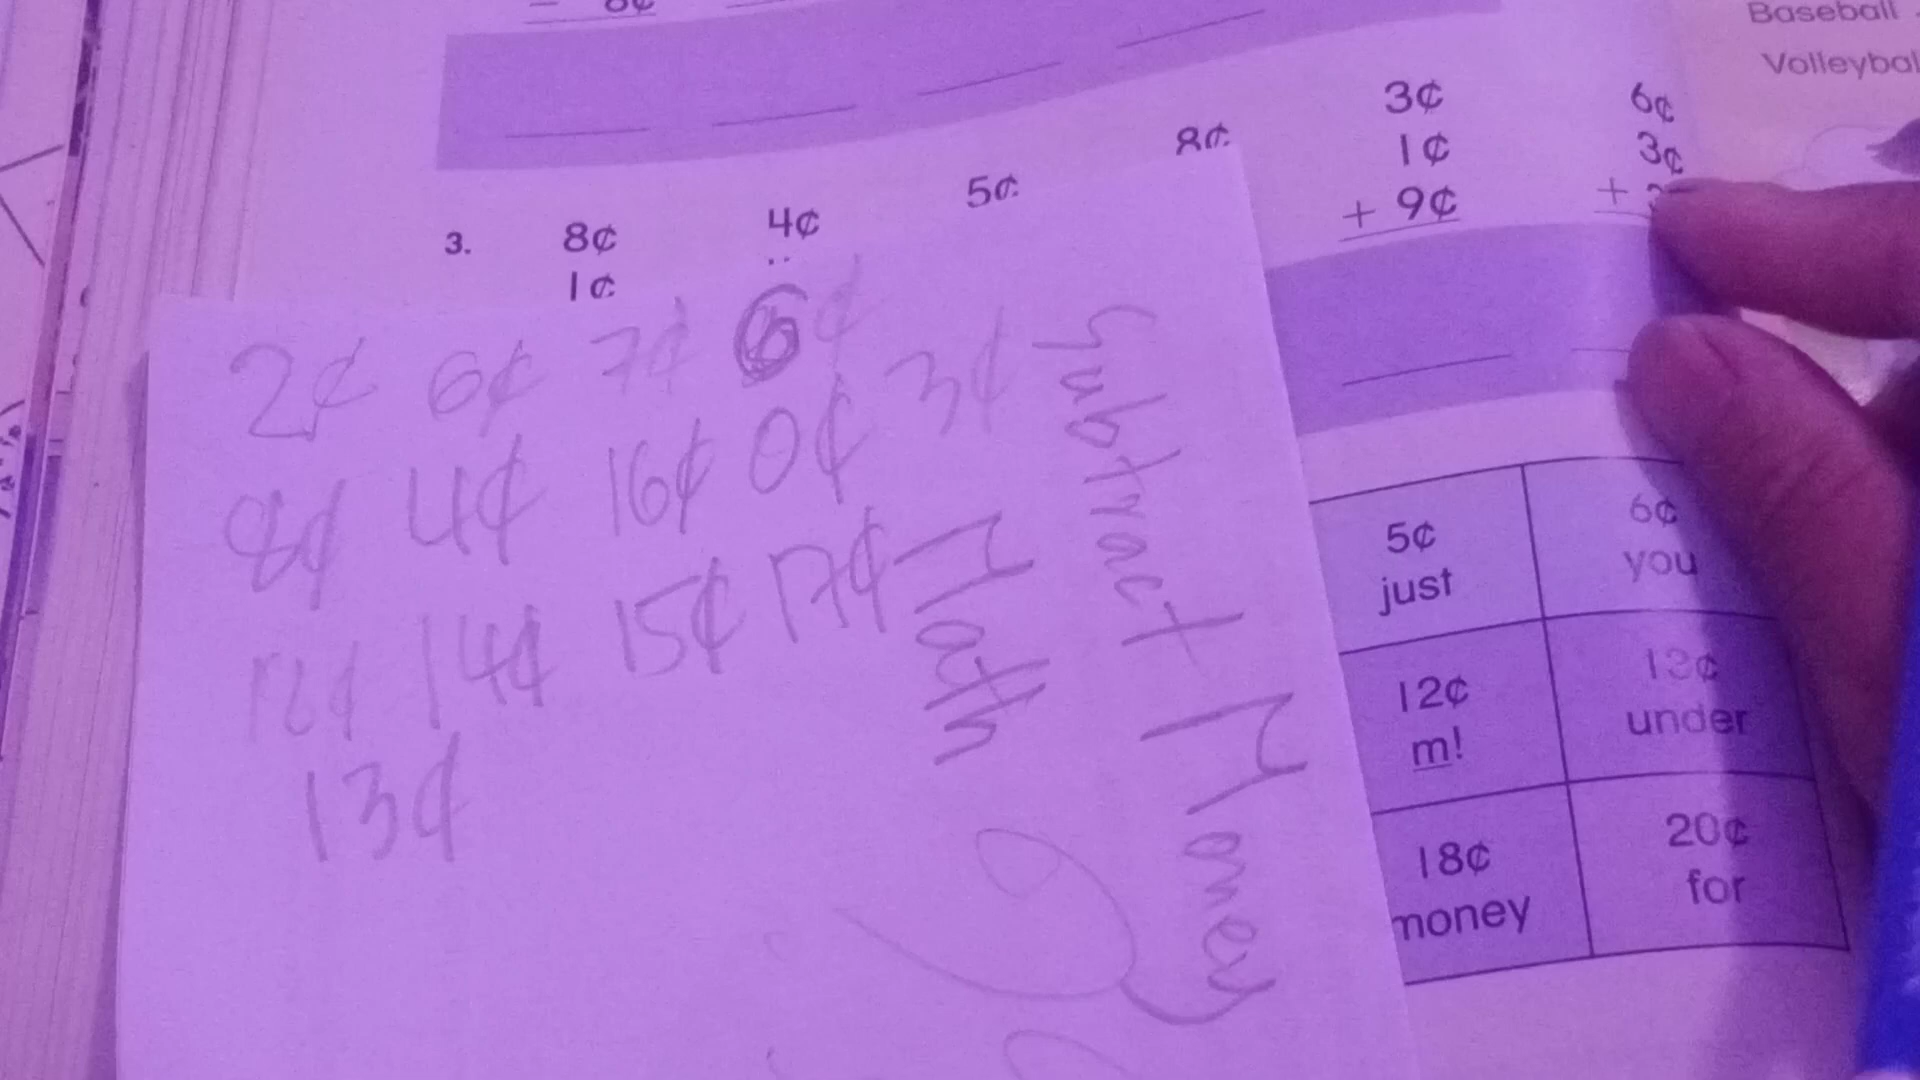 Baseball
Volleybal
3¢ 6¢
1¢ 3¢
+ 9¢ +
3. 8¢ 4¢ 5¢ 8¢
1¢
2¢ 6¢ 7¢ 6¢
8¢ 4¢ 16¢ 0¢ 3¢
14¢ 15¢ 17¢
13¢
Math
Subtract Money
5¢ 6¢
just you
12¢ 13¢
m! under
18¢ 20¢
money for